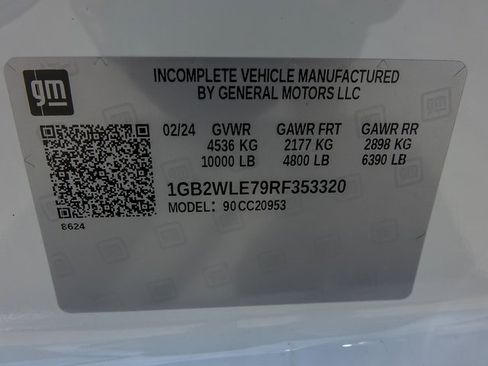 gm
INCOMPLETE VEHICLE MANUFACTURED
BY GENERAL MOTORS LLC
02/24 GVWR GAWR FRT GAWR RR
4536 KG 2177 KG 2898 KG
10000 LB 4800 LB 6390 LB
1GB2WLE79RF353320
MODEL: 90CC20953
8624